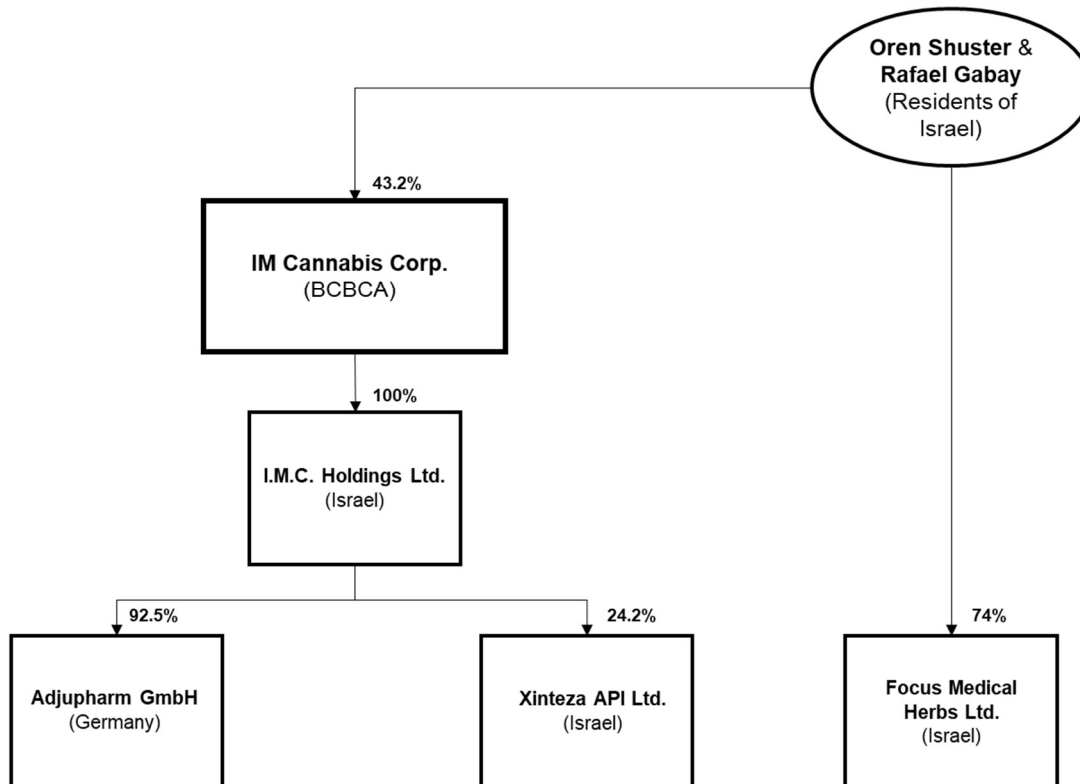 Oren Shuster &
Rafael Gabay
(Residents of
Israel)
43.2%
IM Cannabis Corp.
(BCBCA)
100%
I.M.C. Holdings Ltd.
(Israel)
92.5%
24.2%
74%
Adjupharm GmbH
(Germany)
Xinteza API Ltd.
(Israel)
Focus Medical
Herbs Ltd.
(Israel)